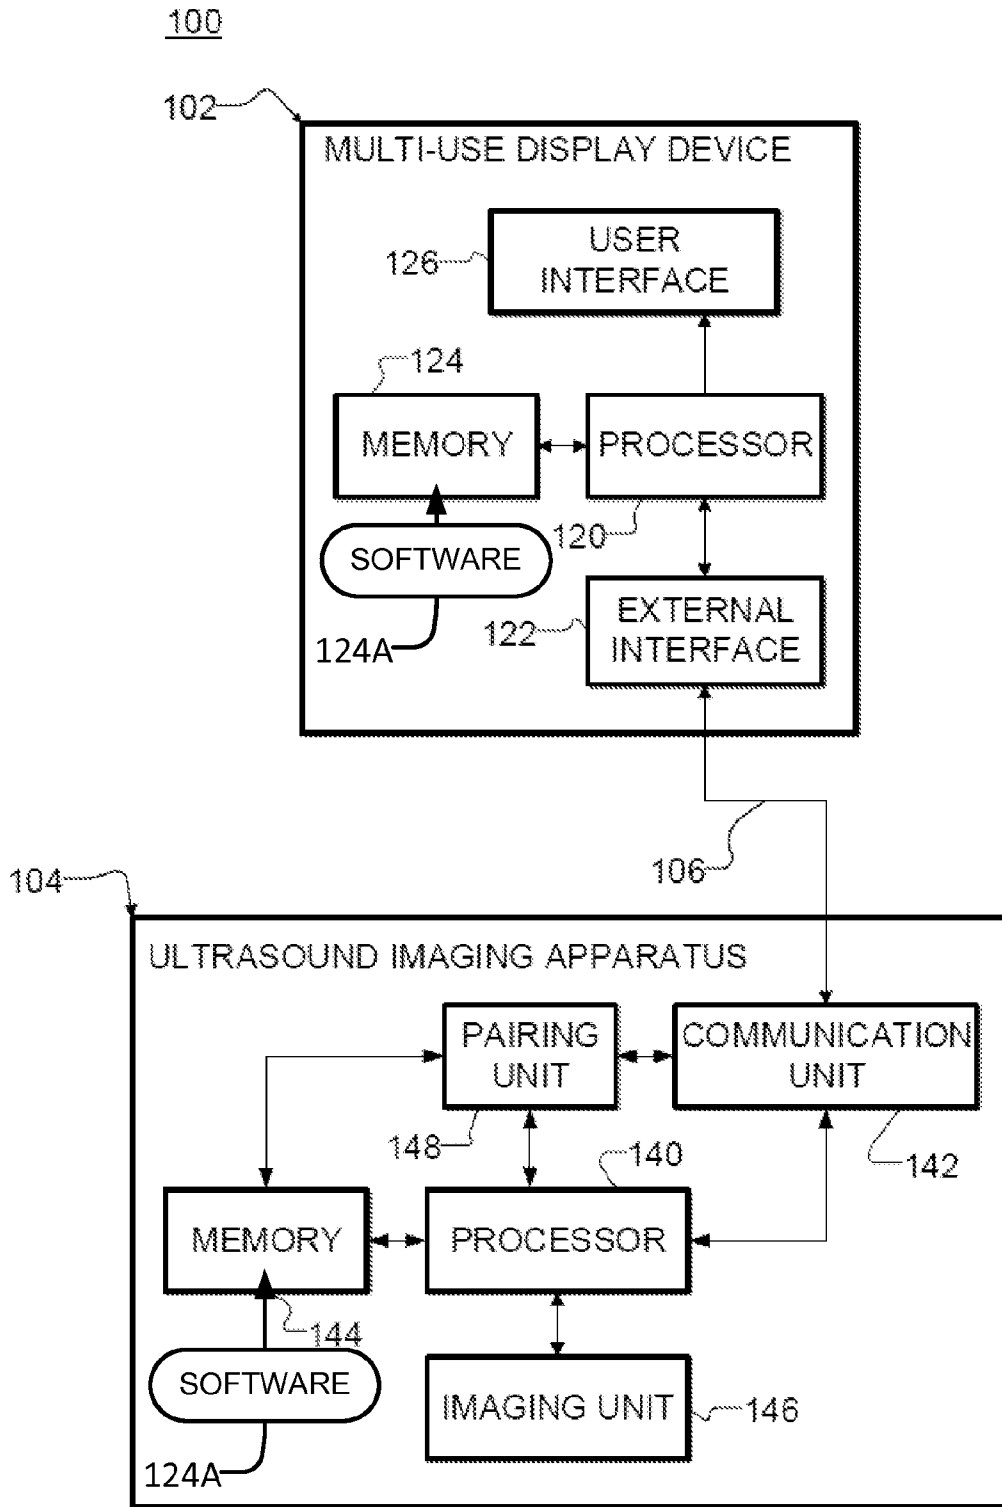 100
102
MULTI-USE DISPLAY DEVICE
USER
INTERFACE
126
124
MEMORY
PROCESSOR
120
SOFTWARE
124A
EXTERNAL
INTERFACE
122
106
104
ULTRASOUND IMAGING APPARATUS
PAIRING
UNIT
COMMUNICATION
UNIT
148
140
142
MEMORY
PROCESSOR
144
SOFTWARE
IMAGING UNIT
146
124A